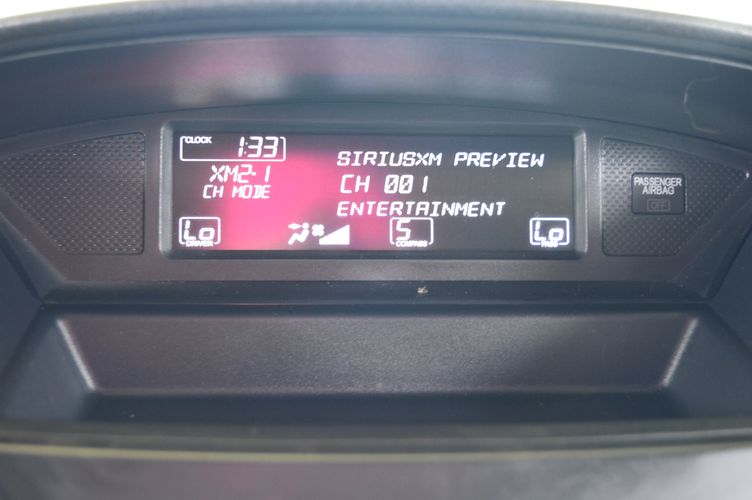 CLOCK 1:33
XM2-1
CH MODE
SIRIUSXM PREVIEW
CH 001
ENTERTAINMENT
Lo
DRIVER
S
COMPASS
Lo
PASS
PASSENGER
AIRBAG
OFF